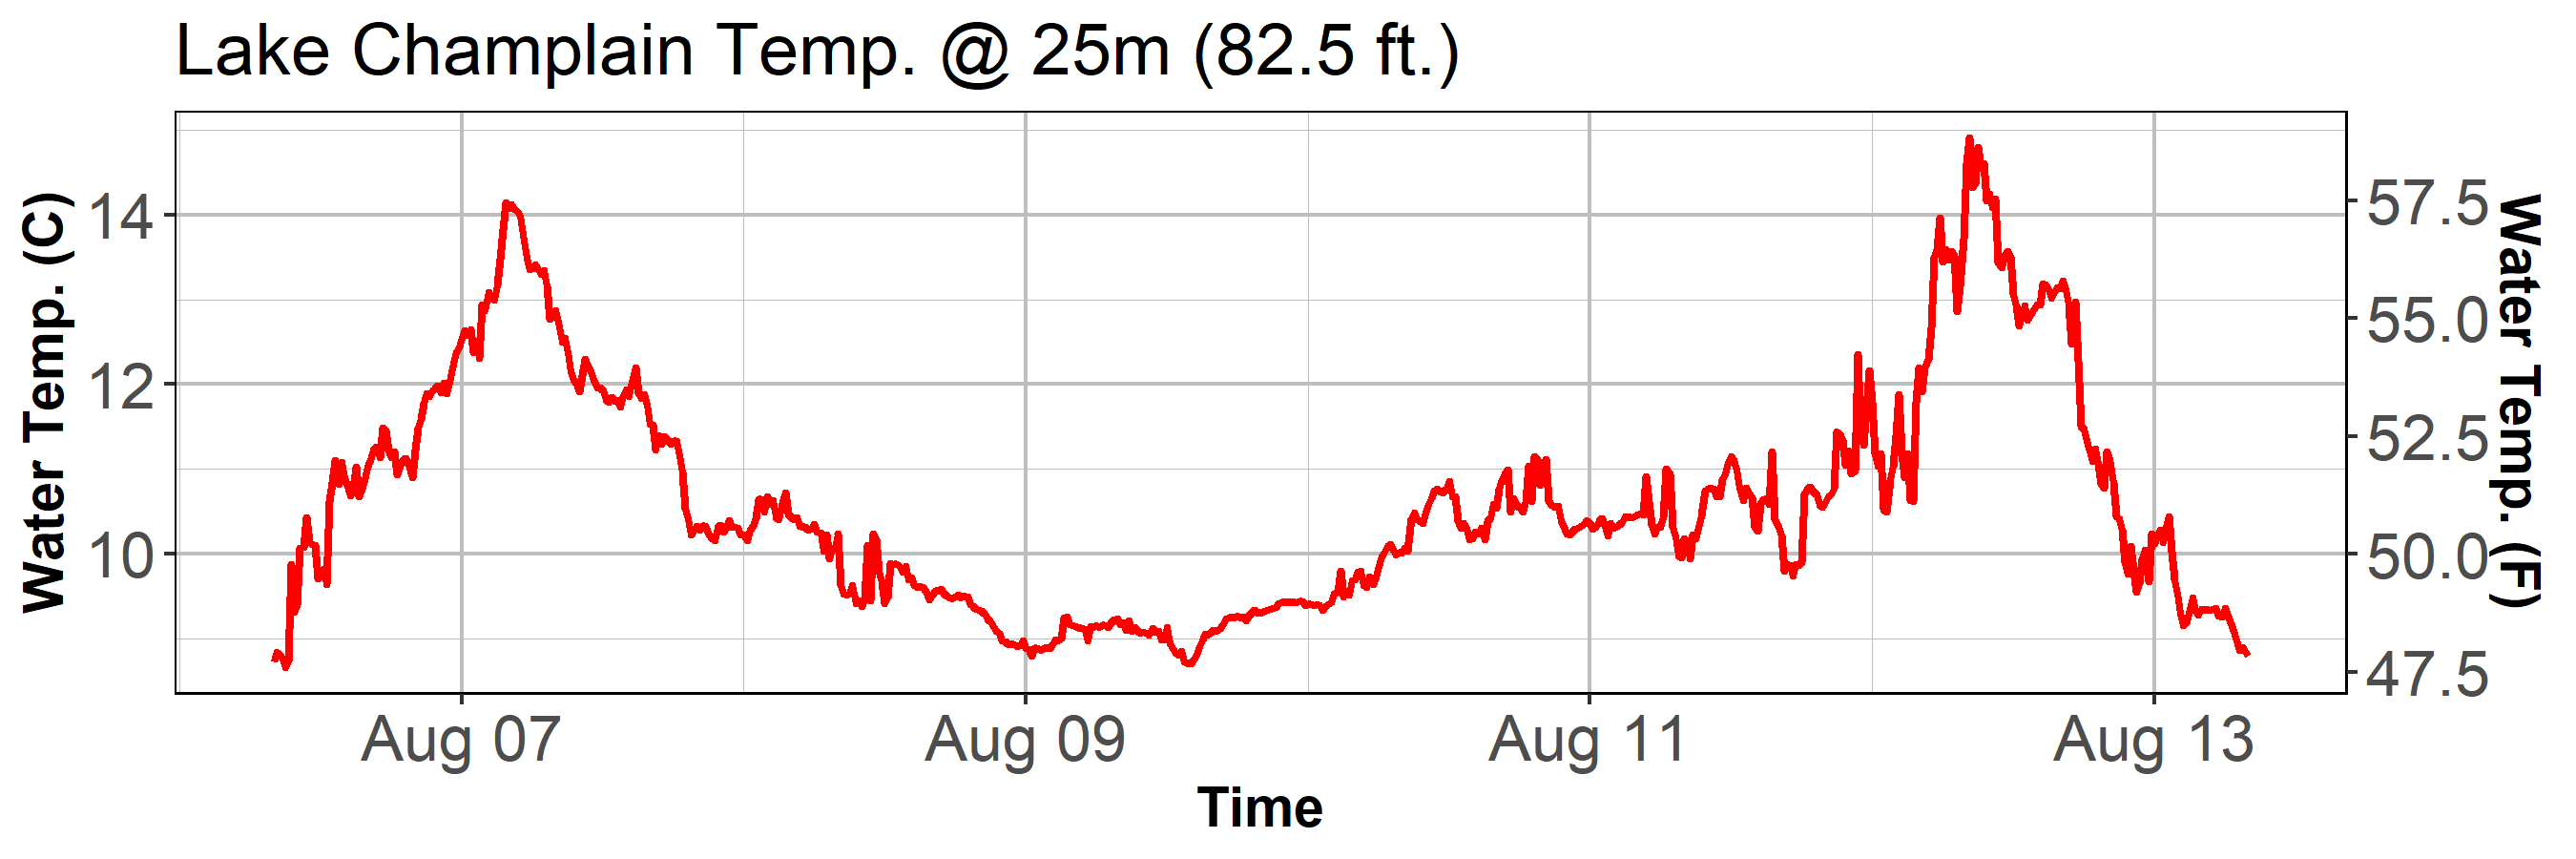 Lake Champlain Temp. @ 25m (82.5 ft.)
Water Temp. (C)
14
12
10
57.5
55.0
52.5
50.0
47.5
Water Temp. (F)
Aug 07
Aug 09
Aug 11
Aug 13
Time